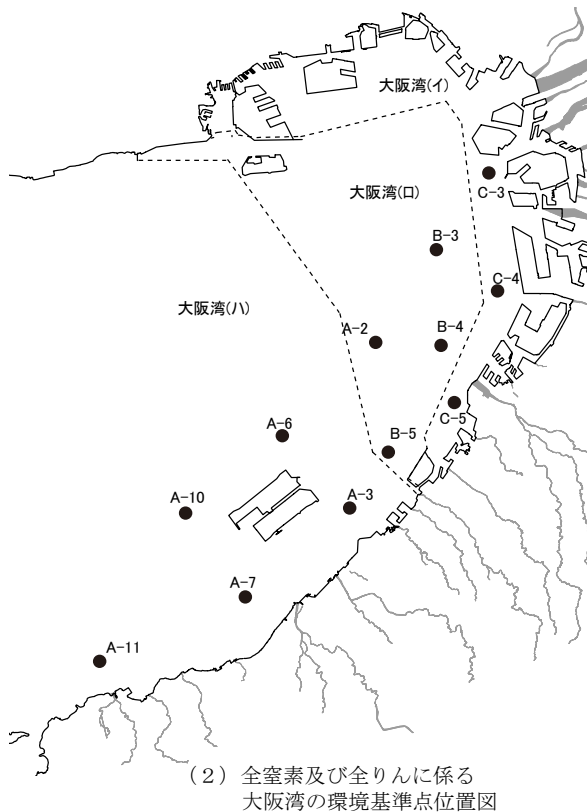 大阪湾(イ)
大阪湾(ロ)
C-3
B-3
C-4
大阪湾(ハ)
A-2
B-4
C-5
A-6
B-5
A-10
A-3
A-7
A-11
(2) 全窒素及び全りんに係る
大阪湾の環境基準点位置図